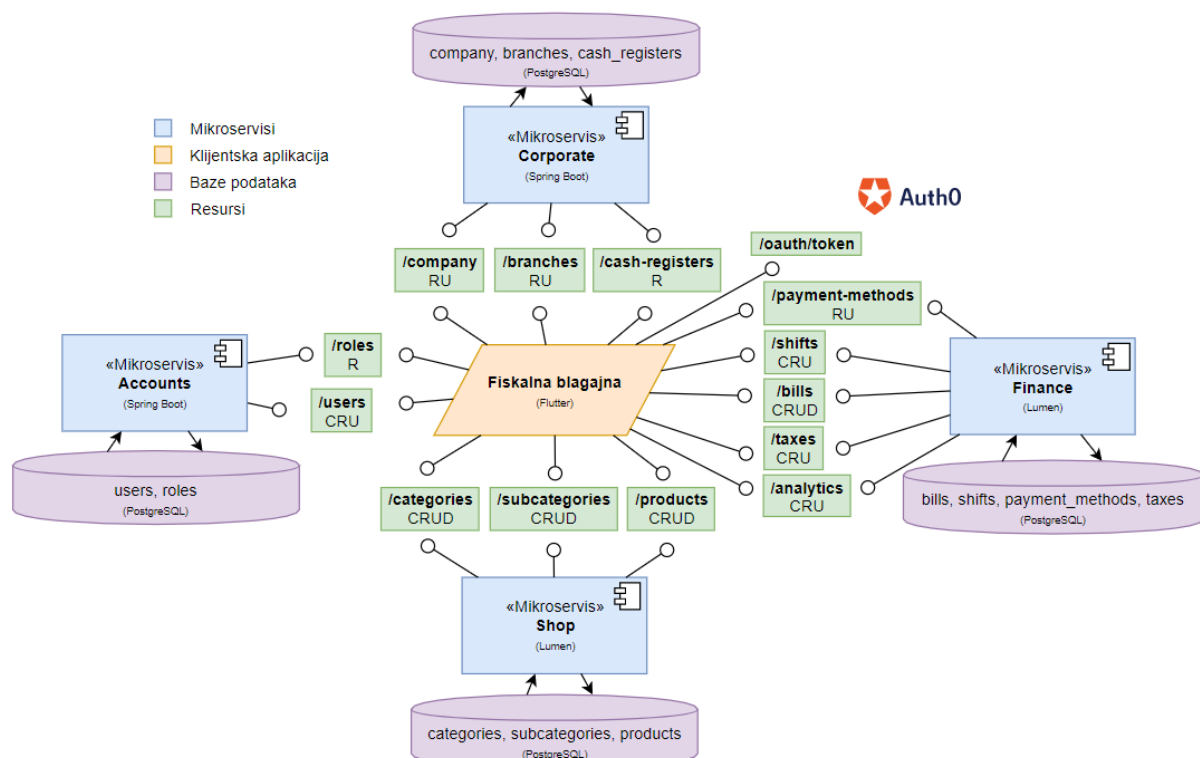 company, branches, cash_registers
(PostgreSQL)
Mikroservisi
Klijentska aplikacija
Baze podataka
Resursi
«Mikroservis»
Corporate
(Spring Boot)
Auth0
/oauth/token
/company
RU
/branches
RU
/cash-registers
R
/payment-methods
RU
/roles
R
/users
CRU
«Mikroservis»
Accounts
(Spring Boot)
users, roles
(PostgreSQL)
Fiskalna blagajna
(Flutter)
/shifts
CRU
/bills
CRUD
/taxes
CRU
/analytics
CRU
«Mikroservis»
Finance
(Lumen)
bills, shifts, payment_methods, taxes
(PostgreSQL)
/categories
CRUD
/subcategories
CRUD
/products
CRUD
«Mikroservis»
Shop
(Lumen)
categories, subcategories, products
(PostgreSQL)